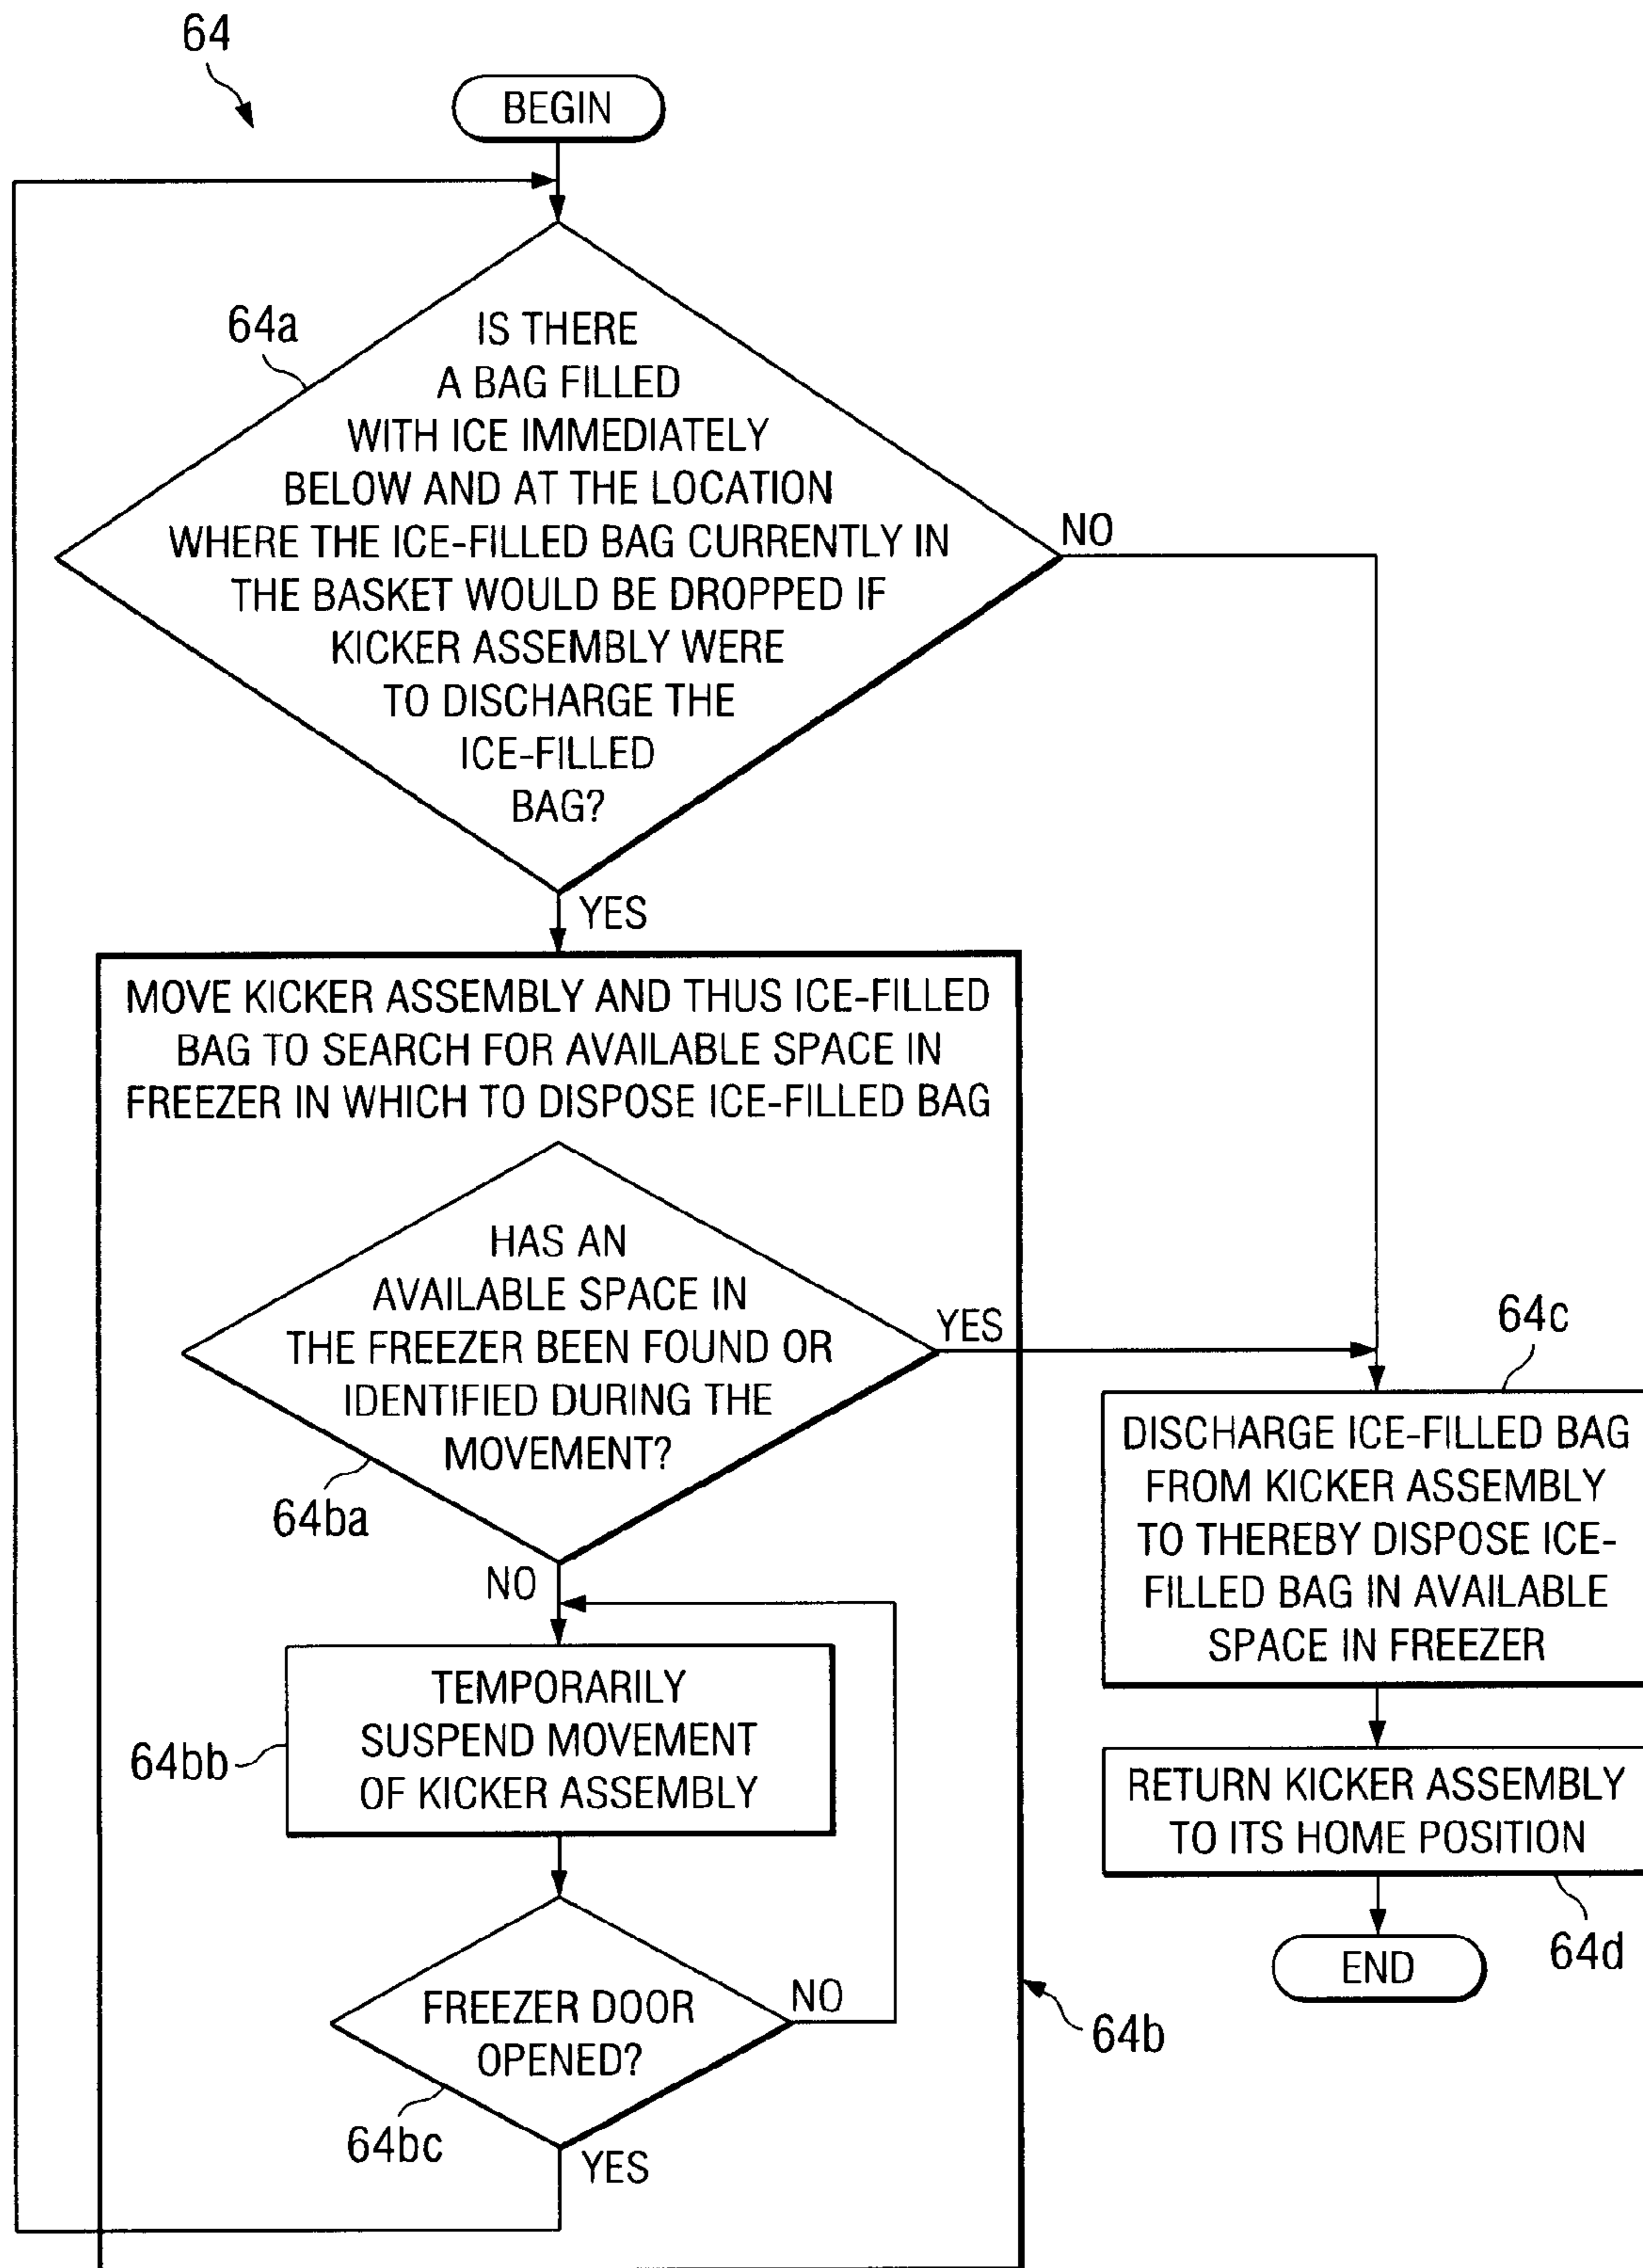 64
BEGIN
64a
IS THERE
A BAG FILLED
WITH ICE IMMEDIATELY
BELOW AND AT THE LOCATION
WHERE THE ICE-FILLED BAG CURRENTLY IN
THE BASKET WOULD BE DROPPED IF
KICKER ASSEMBLY WERE
TO DISCHARGE THE
ICE-FILLED
BAG?
NO
YES
MOVE KICKER ASSEMBLY AND THUS ICE-FILLED
BAG TO SEARCH FOR AVAILABLE SPACE IN
FREEZER IN WHICH TO DISPOSE ICE-FILLED BAG
HAS AN
AVAILABLE SPACE IN
THE FREEZER BEEN FOUND OR
IDENTIFIED DURING THE
MOVEMENT?
YES
64ba
NO
TEMPORARILY
SUSPEND MOVEMENT
OF KICKER ASSEMBLY
64bb
FREEZER DOOR
OPENED?
NO
64bc
YES
64b
64c
DISCHARGE ICE-FILLED BAG
FROM KICKER ASSEMBLY
TO THEREBY DISPOSE ICE-
FILLED BAG IN AVAILABLE
SPACE IN FREEZER
RETURN KICKER ASSEMBLY
TO ITS HOME POSITION
64d
END